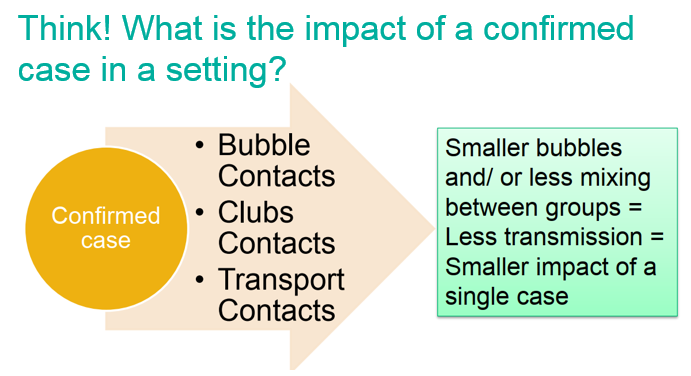 Think! What is the impact of a confirmed
case in a setting?
Confirmed
case
• Bubble
Contacts
• Clubs
Contacts
• Transport
Contacts
Smaller bubbles
and/ or less mixing
between groups =
Less transmission =
Smaller impact of a
single case